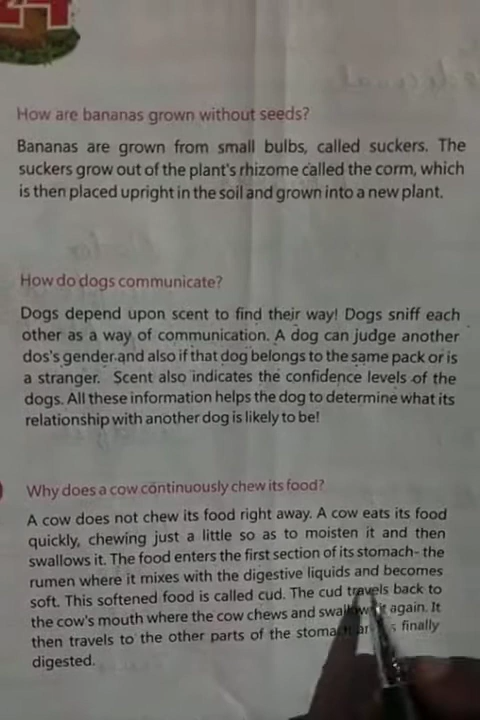 24
How are bananas grown without seeds?
Bananas are grown from small bulbs, called suckers. The
suckers grow out of the plant's rhizome called the corm, which
is then placed upright in the soil and grown into a new plant.
How do dogs communicate?
Dogs depend upon scent to find their way! Dogs sniff each
other as a way of communication. A dog can judge another
dos's gender and also if that dog belongs to the same pack or is
a stranger. Scent also indicates the confidence levels of the
dogs. All these information helps the dog to determine what its
relationship with another dog is likely to be!
Why does a cow continuously chew its food?
A cow does not chew its food right away. A cow eats its food
quickly, chewing just a little so as to moisten it and then
swallows it. The food enters the first section of its stomach- the
rumen where it mixes with the digestive liquids and becomes
soft. This softened food is called cud. The cud travels back to
the cow's mouth where the cow chews and swallows it again. It
then travels to the other parts of the stomach finally
digested.